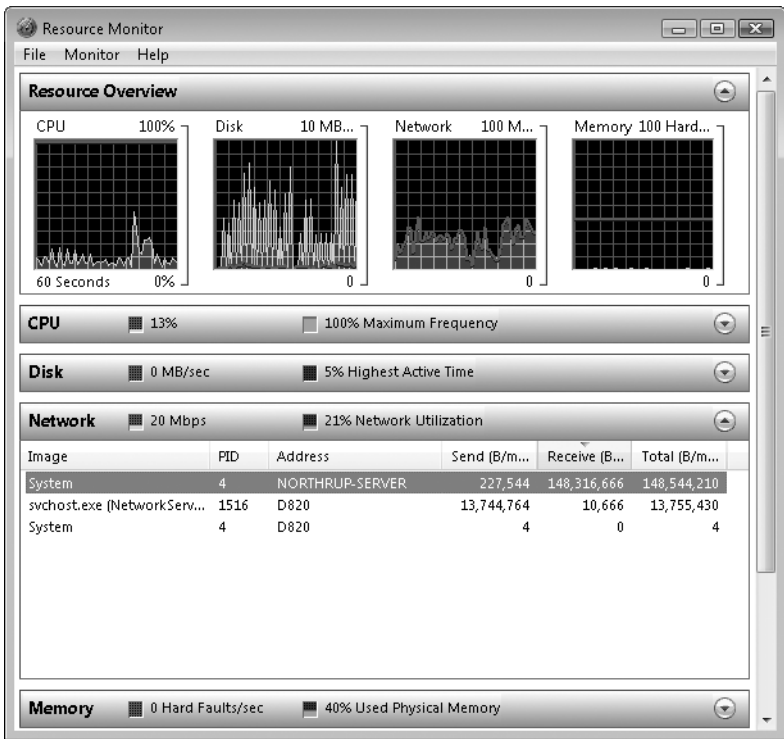 Resource Monitor
File Monitor Help
Resource Overview
CPU 100%
Disk 10 MB...
Network 100 M...
Memory 100 Hard...
60 Seconds 0%
0
0
0
CPU 13% 100% Maximum Frequency
Disk 0 MB/sec 5% Highest Active Time
Network 20 Mbps 21% Network Utilization
Image PID Address Send (B/m... Receive (B... Total (B/m...
System 4 NORTHRUP-SERVER 227,544 148,316,666 148,544,210
svchost.exe (NetworkServ... 1516 D820 13,744,764 10,666 13,755,430
System 4 D820 4 0 4
Memory 0 Hard Faults/sec 40% Used Physical Memory